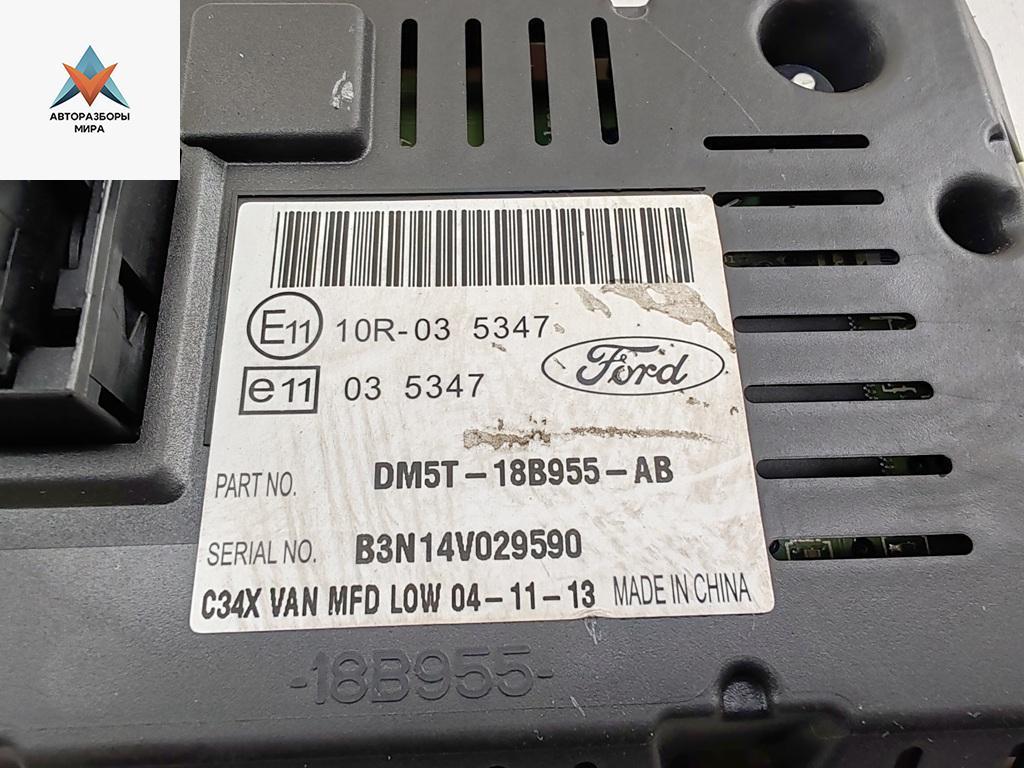 АВТОРАЗБОРЫ
МИРА
E11 10R-03 5347
Ford
e11 03 5347
PART NO. DM5T-18B955-AB
SERIAL NO. B3N14V029590
C34X VAN MFD LOW 04-11-13 MADE IN CHINA
-18B955-